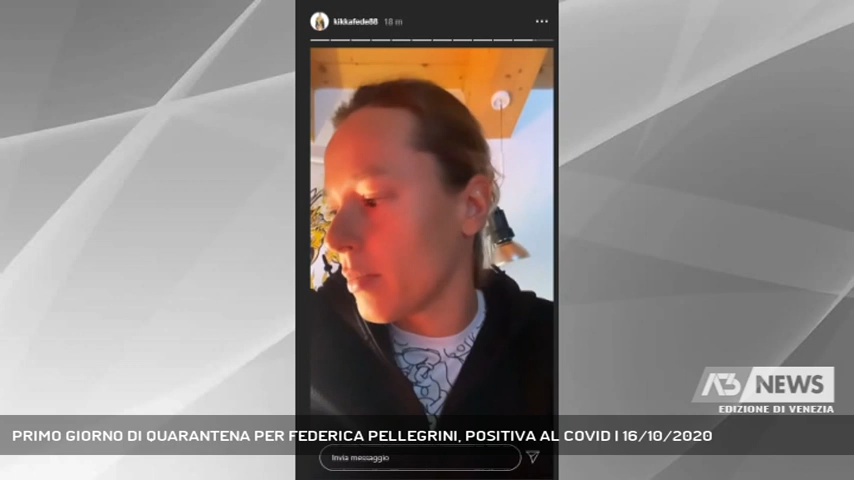 kikkafede88 18 m
A3 NEWS
EDIZIONE DI VENEZIA
PRIMO GIORNO DI QUARANTENA PER FEDERICA PELLEGRINI, POSITIVA AL COVID | 16/10/2020
Invia messaggio